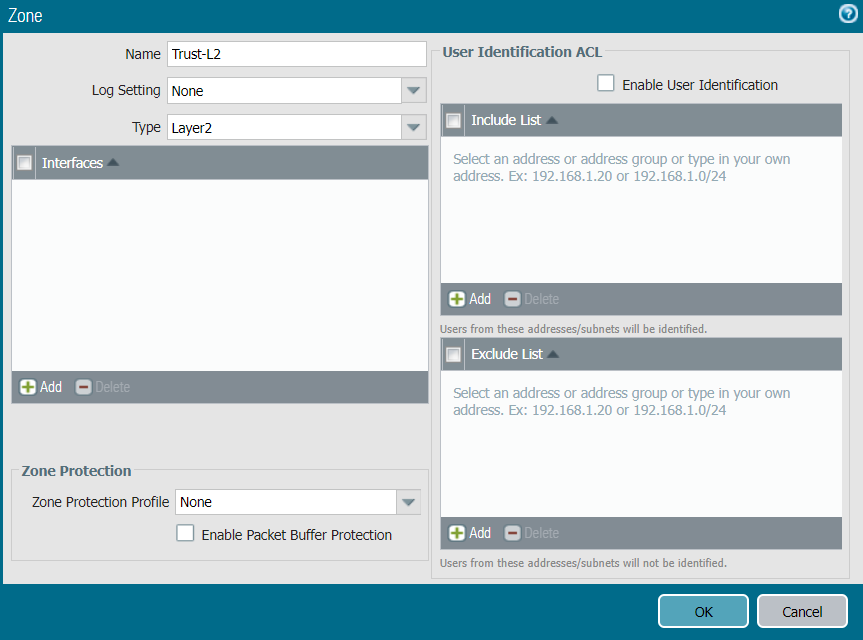 Zone
Name Trust-L2
Log Setting None
Type Layer2
Interfaces
Add Delete
Zone Protection
Zone Protection Profile None
Enable Packet Buffer Protection
User Identification ACL
Enable User Identification
Include List
Select an address or address group or type in your own
address. Ex: 192.168.1.20 or 192.168.1.0/24
Add Delete
Users from these addresses/subnets will be identified.
Exclude List
Select an address or address group or type in your own
address. Ex: 192.168.1.20 or 192.168.1.0/24
Add Delete
Users from these addresses/subnets will not be identified.
OK Cancel